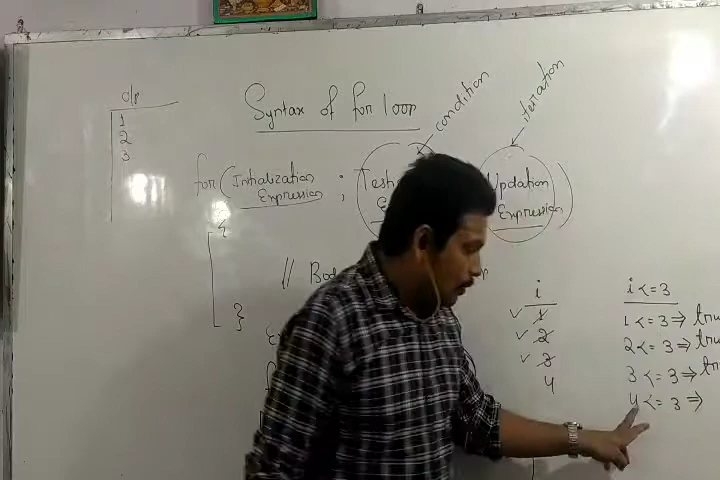 o/p
1
2
3
Syntax of for loop
condition
iteration
for ( Initialization
Expression ;
Updation
Expression )
{
// Body
}
i
✓ 1
✓ 2
✓ 3
4
i <= 3
1 <= 3 ⇒
2 <= 3 ⇒
3 <= 3 ⇒
4 <= 3 ⇒